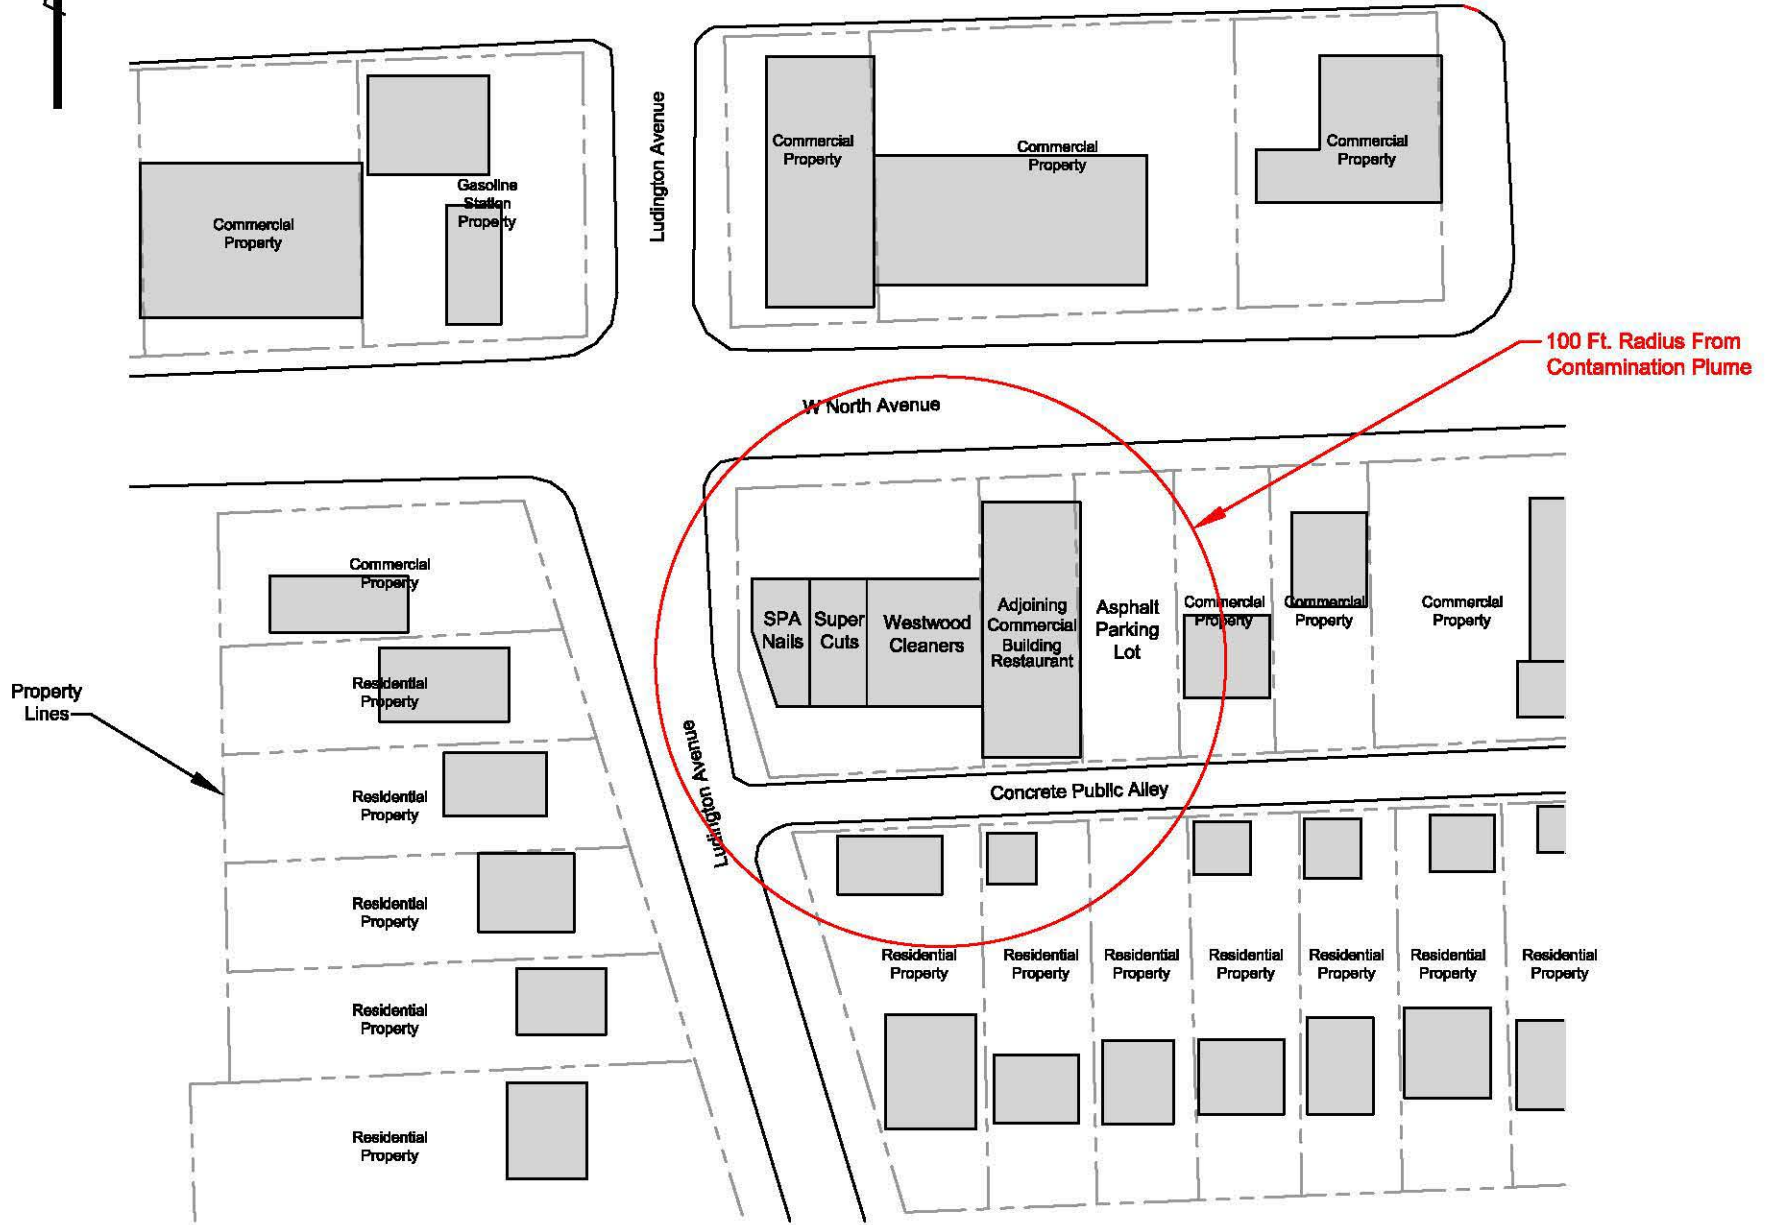 Ludington Avenue
Commercial
Property
Commercial
Property
Commercial
Property
Gasoline
Station
Property
Commercial
Property
100 Ft. Radius From
Contamination Plume
W North Avenue
Commercial
Property
SPA
Nails
Super
Cuts
Westwood
Cleaners
Adjoining
Commercial
Building
Restaurant
Asphalt
Parking
Lot
Commercial
Property
Commercial
Property
Commercial
Property
Property
Lines
Residential
Property
Ludington Avenue
Concrete Public Alley
Residential
Property
Residential
Property
Residential
Property
Residential
Property
Residential
Property
Residential
Property
Residential
Property
Residential
Property
Residential
Property
Residential
Property
Residential
Property